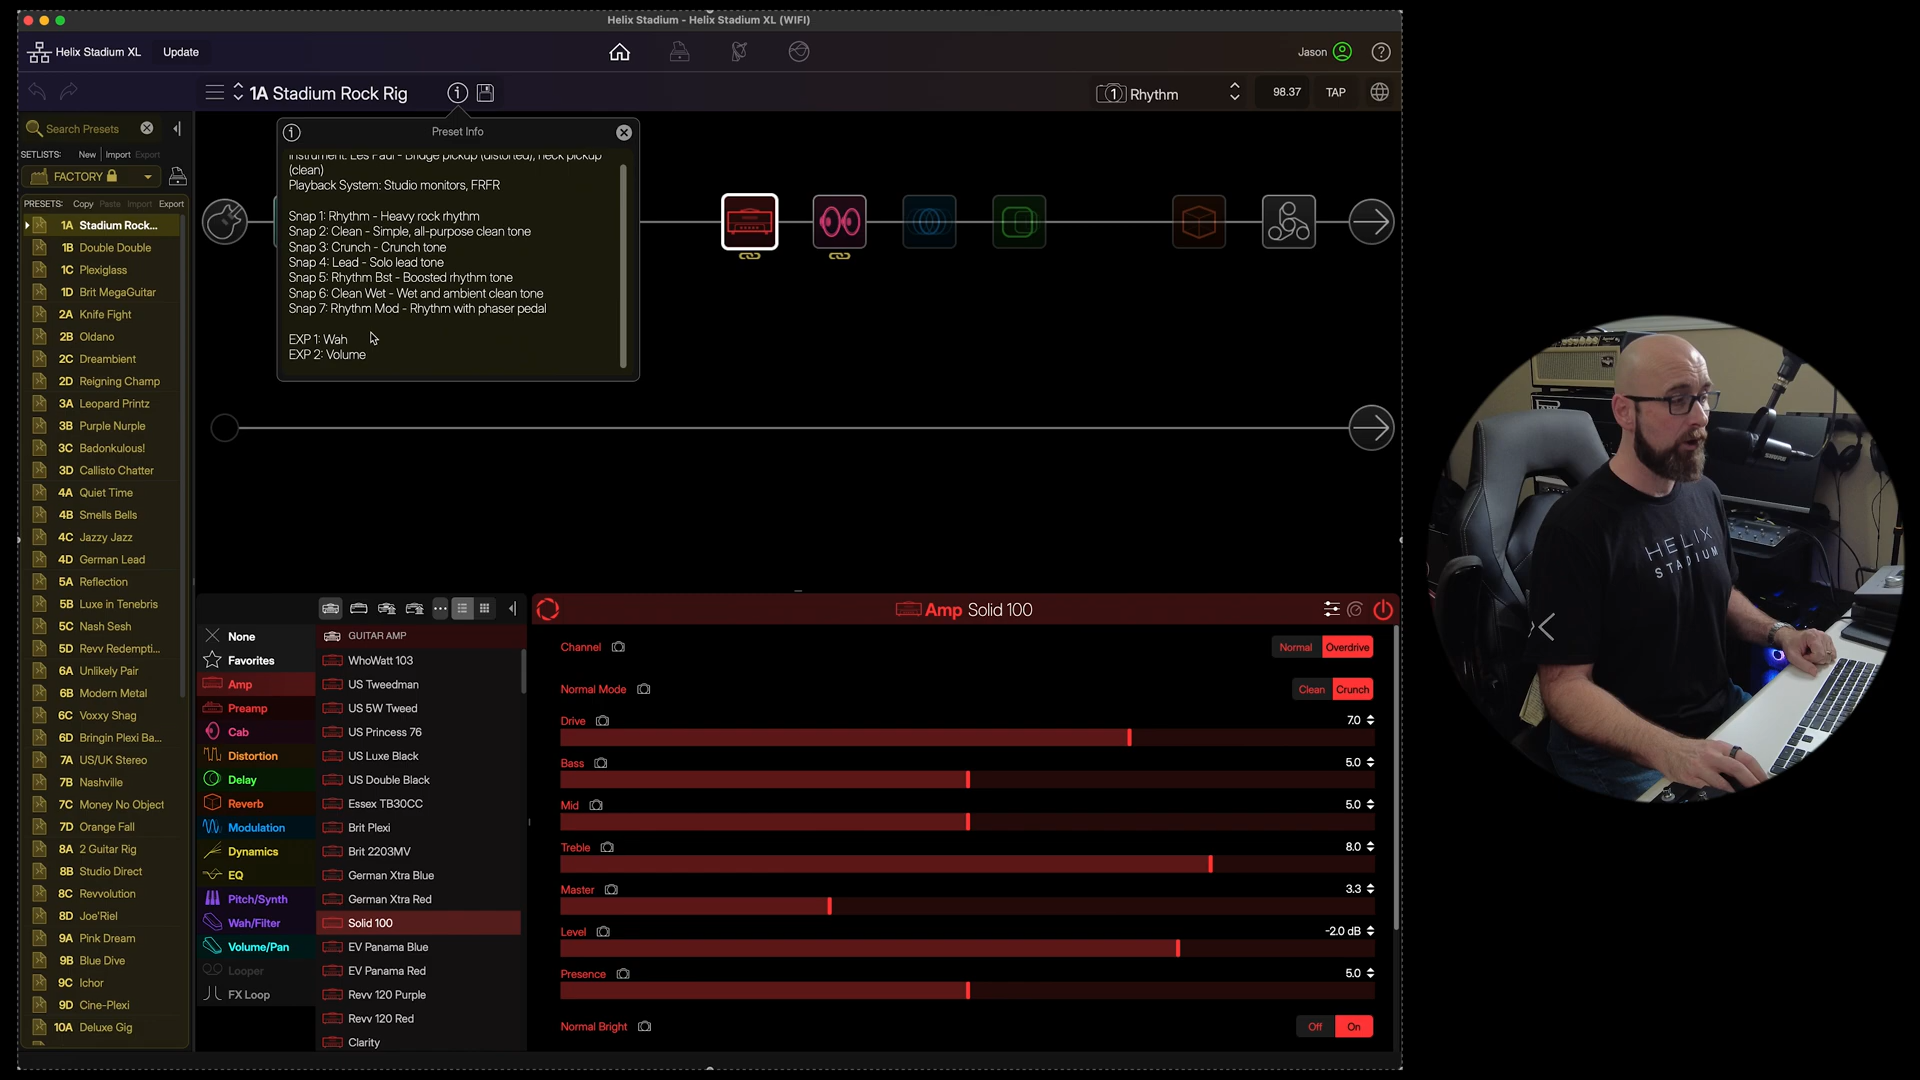 Helix Stadium - Helix Stadium XL (WIFI)
Helix Stadium XL
Update
Jason
1A Stadium Rock Rig
1
Rhythm
98.37
TAP
Search Presets
SETLISTS:
New
Import
Export
FACTORY
PRESETS:
Copy
Paste
Import
Export
1A Stadium Rock...
1B Double Double
1C Plexiglass
1D Brit MegaGuitar
2A Knife Fight
2B Oldano
2C Dreambient
2D Reigning Champ
3A Leopard Printz
3B Purple Nurple
3C Badonkulous!
3D Callisto Chatter
4A Quiet Time
4B Smells Bells
4C Jazzy Jazz
4D German Lead
5A Reflection
5B Luxe in Tenebris
5C Nash Sesh
5D Revv Redempti...
6A Unlikely Pair
6B Modern Metal
6C Voxxy Shag
6D Bringin Plexi Ba...
7A US/UK Stereo
7B Nashville
7C Money No Object
7D Orange Fall
8A 2 Guitar Rig
8B Studio Direct
8C Revvolution
8D Joe'Riel
9A Pink Dream
9B Blue Dive
9C Ichor
9D Cine-Plexi
10A Deluxe Gig
Preset Info
Instrument: Les Paul - Bridge pickup (distorted), neck pickup
(clean)
Playback System: Studio monitors, FRFR
Snap 1: Rhythm - Heavy rock rhythm
Snap 2: Clean - Simple, all-purpose clean tone
Snap 3: Crunch - Crunch tone
Snap 4: Lead - Solo lead tone
Snap 5: Rhythm Bst - Boosted rhythm tone
Snap 6: Clean Wet - Wet and ambient clean tone
Snap 7: Rhythm Mod - Rhythm with phaser pedal
EXP 1: Wah
EXP 2: Volume
None
Favorites
Amp
Preamp
Cab
Distortion
Delay
Reverb
Modulation
Dynamics
EQ
Pitch/Synth
Wah/Filter
Volume/Pan
Looper
FX Loop
GUITAR AMP
WhoWatt 103
US Tweedman
US 5W Tweed
US Princess 76
US Luxe Black
US Double Black
Essex TB30CC
Brit Plexi
Brit 2203MV
German Xtra Blue
German Xtra Red
Solid 100
EV Panama Blue
EV Panama Red
Revv 120 Purple
Revv 120 Red
Clarity
Amp Solid 100
Channel
Normal
Overdrive
Normal Mode
Clean
Crunch
Drive
7.0
Bass
5.0
Mid
5.0
Treble
8.0
Master
3.3
Level
-2.0 dB
Presence
5.0
Normal Bright
Off
On
HELIX
STADIUM
SHURE